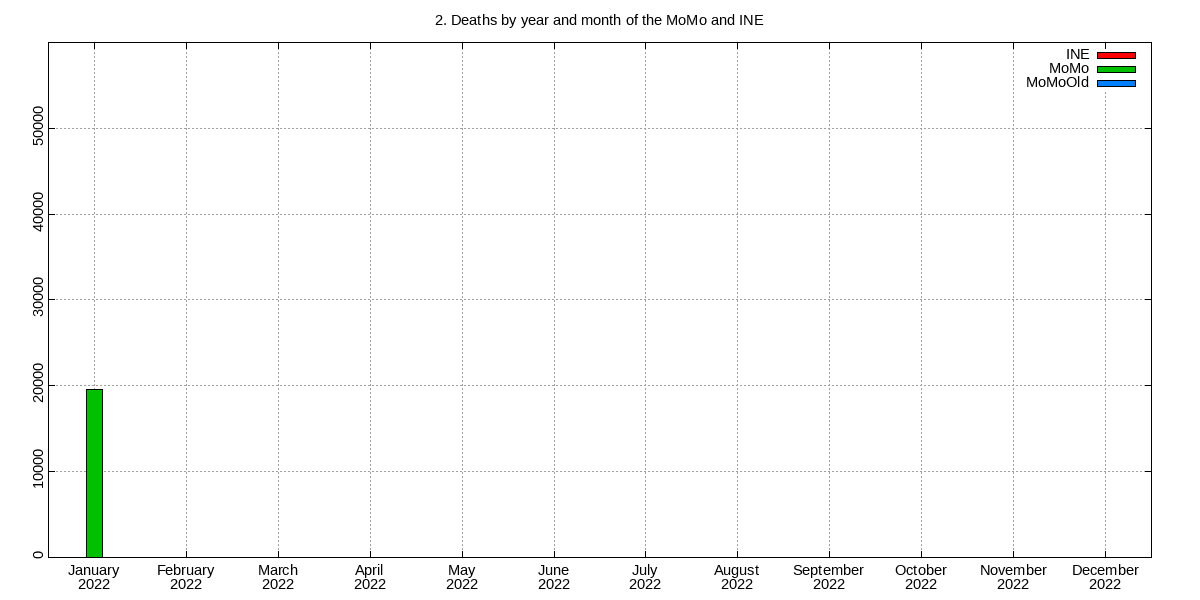 2. Deaths by year and month of the MoMo and INE
INE
MoMo
MoMoOld
50000
40000
30000
20000
10000
0
January February March April May June July August September October November December
2022 2022 2022 2022 2022 2022 2022 2022 2022 2022 2022 2022